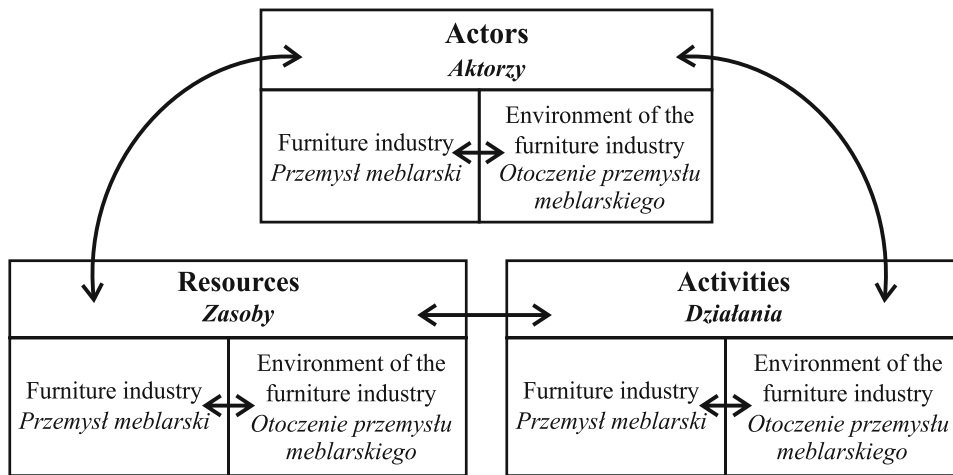 Actors
Aktorzy
Furniture industry
Przemysł meblarski
Environment of the
furniture industry
Otoczenie przemysłu
meblarskiego
Resources
Zasoby
Furniture industry
Przemysł meblarski
Environment of the
furniture industry
Otoczenie przemysłu
meblarskiego
Activities
Działania
Furniture industry
Przemysł meblarski
Environment of the
furniture industry
Otoczenie przemysłu
meblarskiego